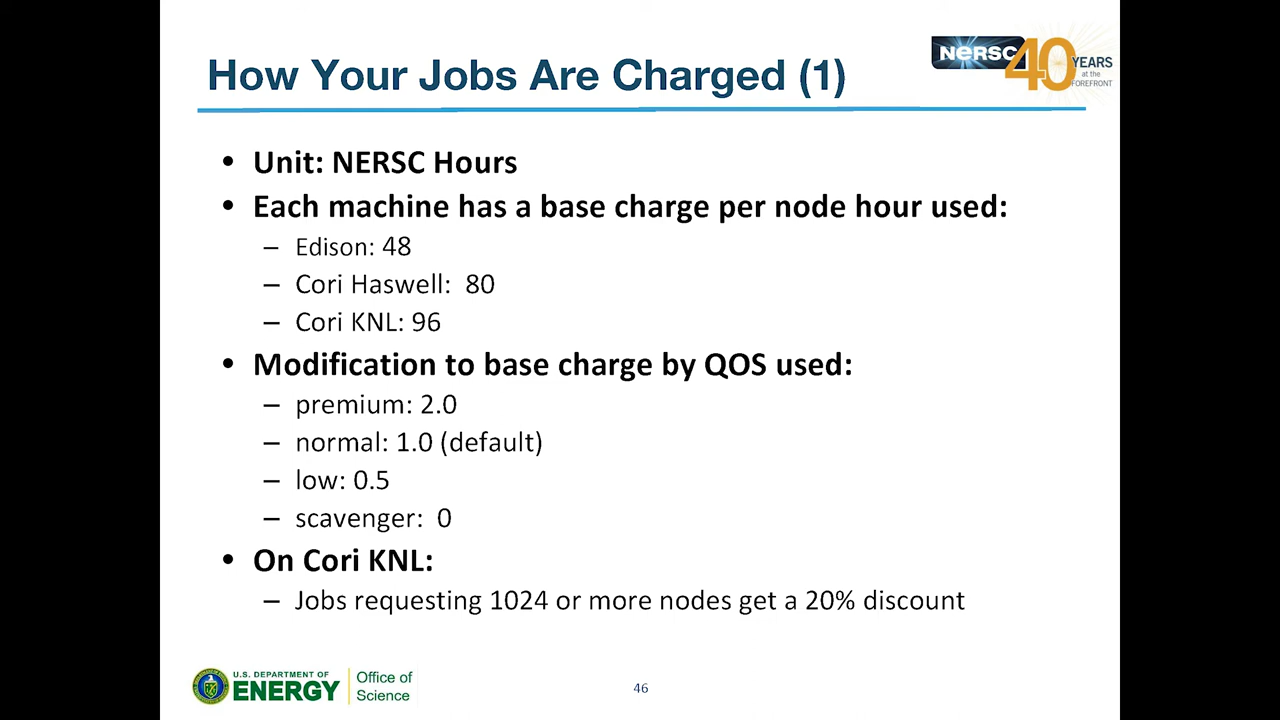 How Your Jobs Are Charged (1)
NERSC 40 YEARS at the FOREFRONT
• Unit: NERSC Hours
• Each machine has a base charge per node hour used:
– Edison: 48
– Cori Haswell: 80
– Cori KNL: 96
• Modification to base charge by QOS used:
– premium: 2.0
– normal: 1.0 (default)
– low: 0.5
– scavenger: 0
• On Cori KNL:
– Jobs requesting 1024 or more nodes get a 20% discount
U.S. DEPARTMENT OF
ENERGY
Office of
Science
46